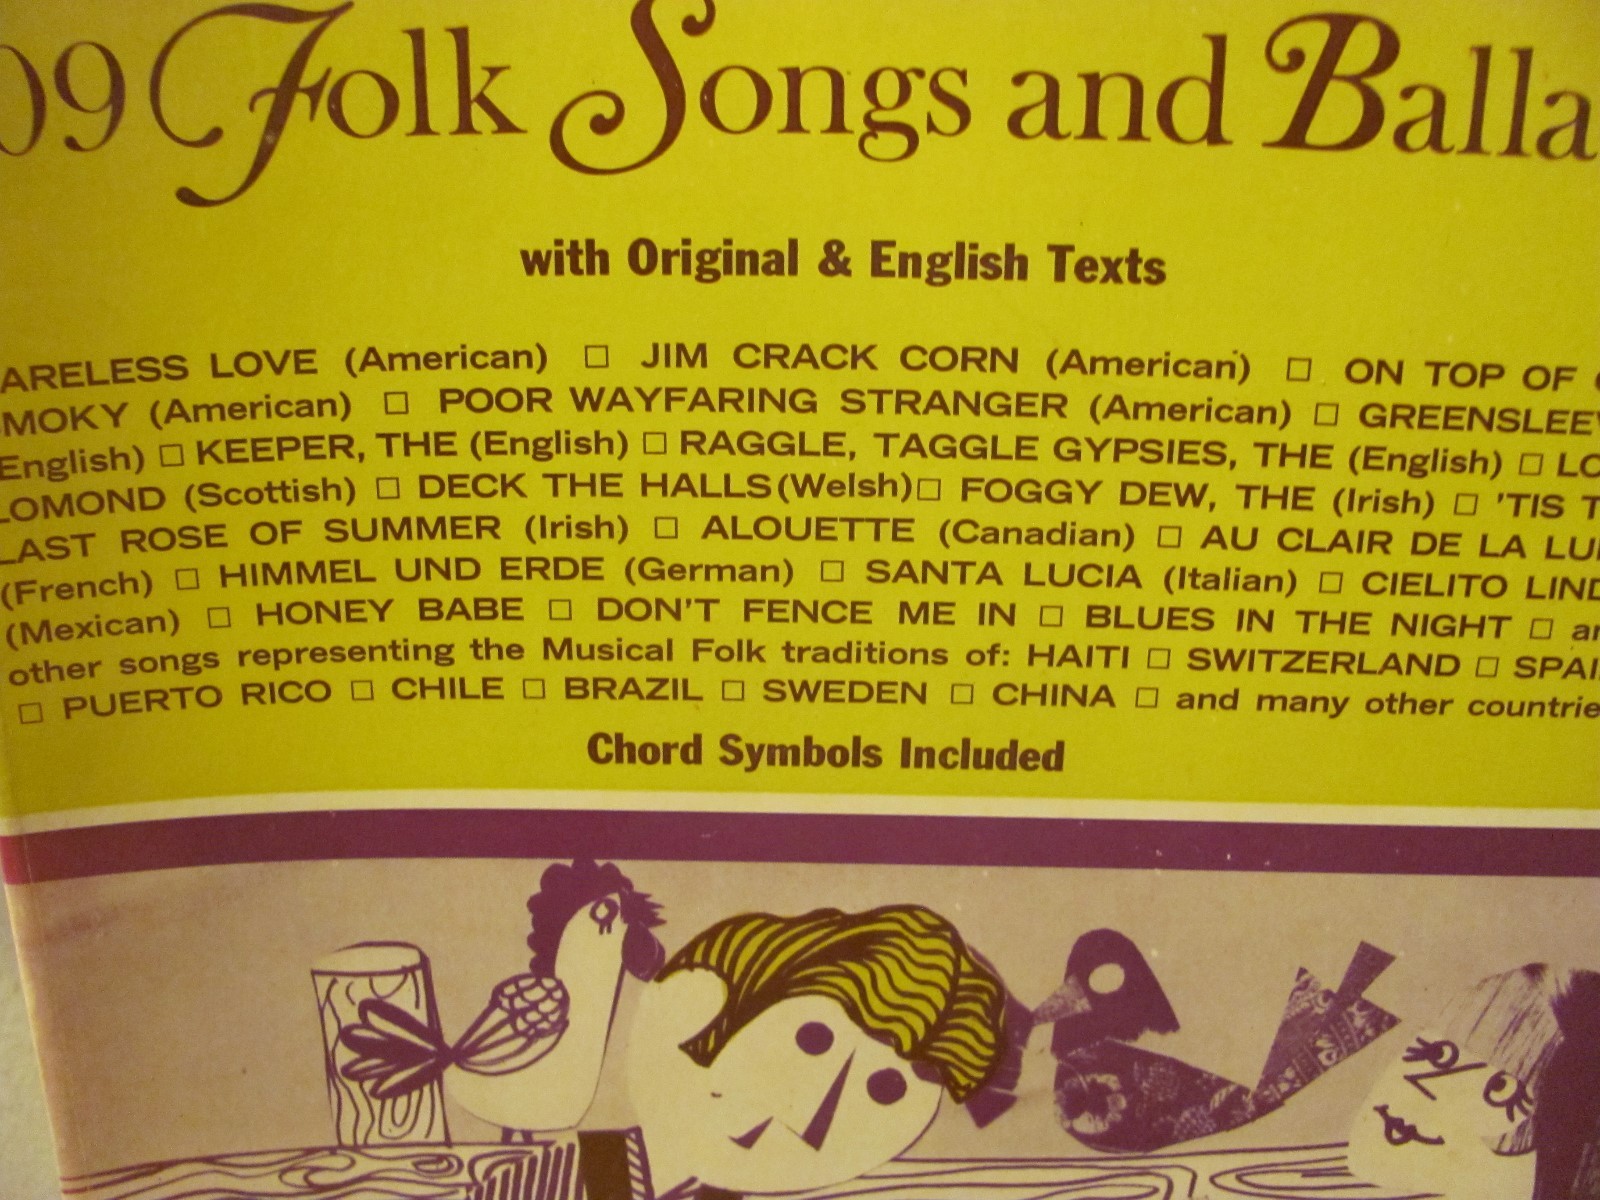 09 Folk Songs and Balla
with Original & English Texts
ARELESS LOVE (American) □ JIM CRACK CORN (American) □ ON TOP OF
MOKY (American) □ POOR WAYFARING STRANGER (American) □ GREENSLEEV
English) □ KEEPER, THE (English) □ RAGGLE, TAGGLE GYPSIES, THE (English) □ LO
LOMOND (Scottish) □ DECK THE HALLS(Welsh)□ FOGGY DEW, THE (Irish) □ 'TIS T
LAST ROSE OF SUMMER (Irish) □ ALOUETTE (Canadian) □ AU CLAIR DE LA LU
(French) □ HIMMEL UND ERDE (German) □ SANTA LUCIA (Italian) □ CIELITO LIND
(Mexican) □ HONEY BABE □ DON'T FENCE ME IN □ BLUES IN THE NIGHT □ an
other songs representing the Musical Folk traditions of: HAITI □ SWITZERLAND □ SPAI
□ PUERTO RICO □ CHILE □ BRAZIL □ SWEDEN □ CHINA □ and many other countrie
Chord Symbols Included